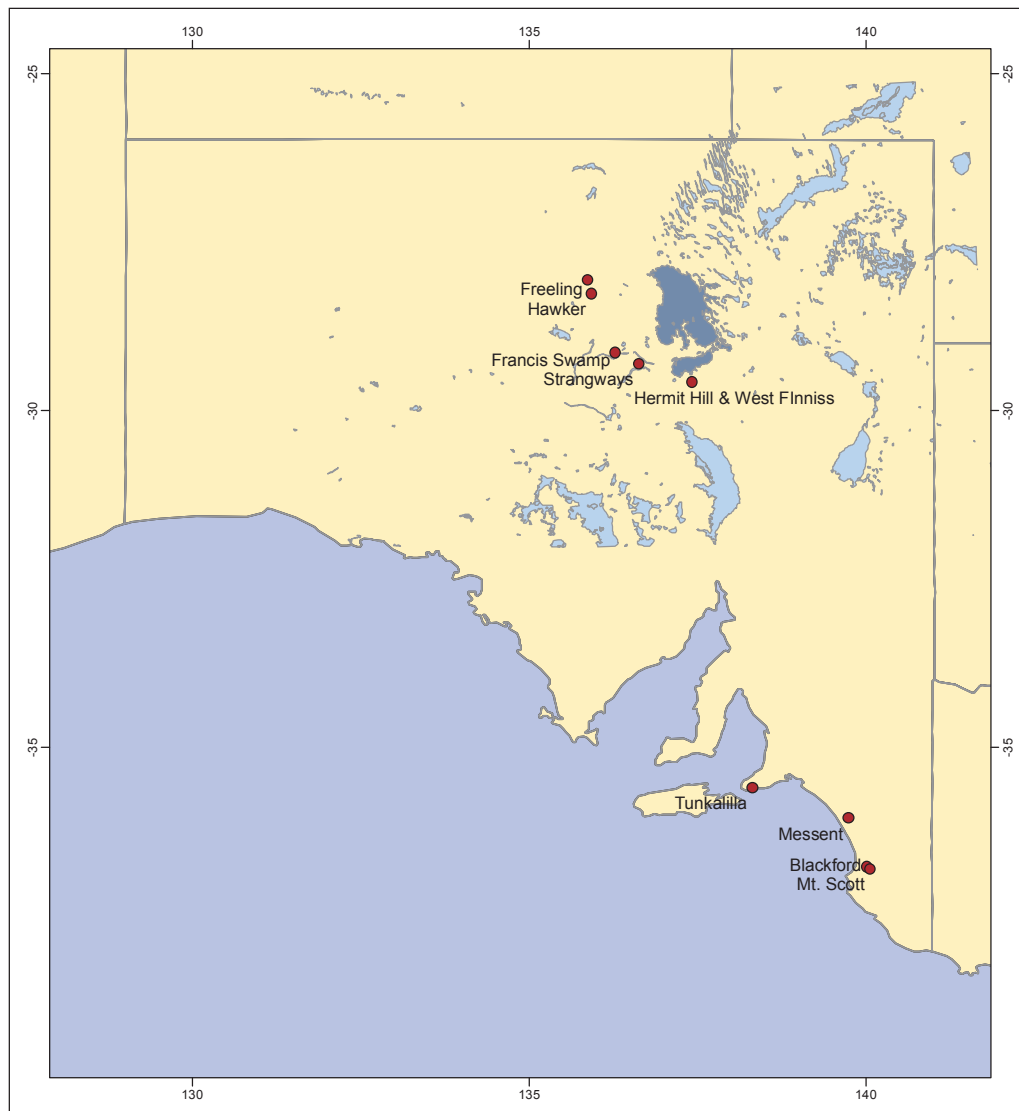 130 135 140
-25 -25
Freeling
Hawker
Francis Swamp
Strangways
Hermit Hill & West FInniss
-30 -30
-35 -35
Tunkalilla
Messent
Blackford
Mt. Scott
130 135 140